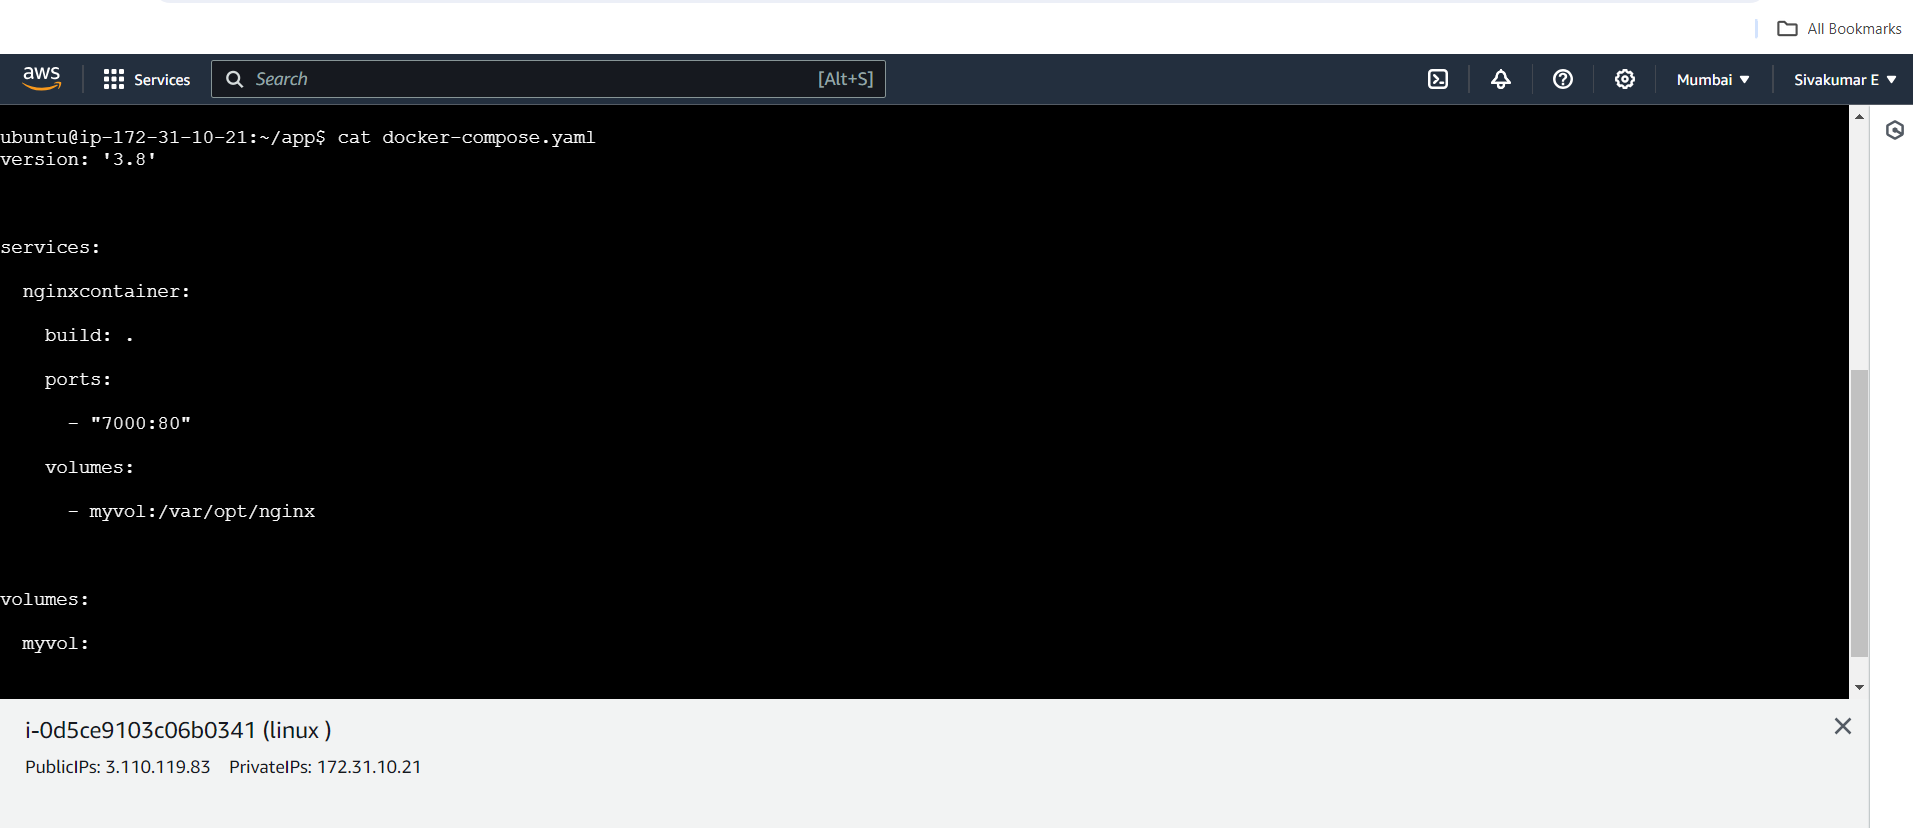 All Bookmarks
aws Services Search [Alt+S] Mumbai Sivakumar E
ubuntu@ip-172-31-10-21:~/app$ cat docker-compose.yaml
version: '3.8'
services:
  nginxcontainer:
    build: .
    ports:
      - "7000:80"
    volumes:
      - myvol:/var/opt/nginx
volumes:
  myvol:
i-0d5ce9103c06b0341 (linux )
PublicIPs: 3.110.119.83 PrivateIPs: 172.31.10.21